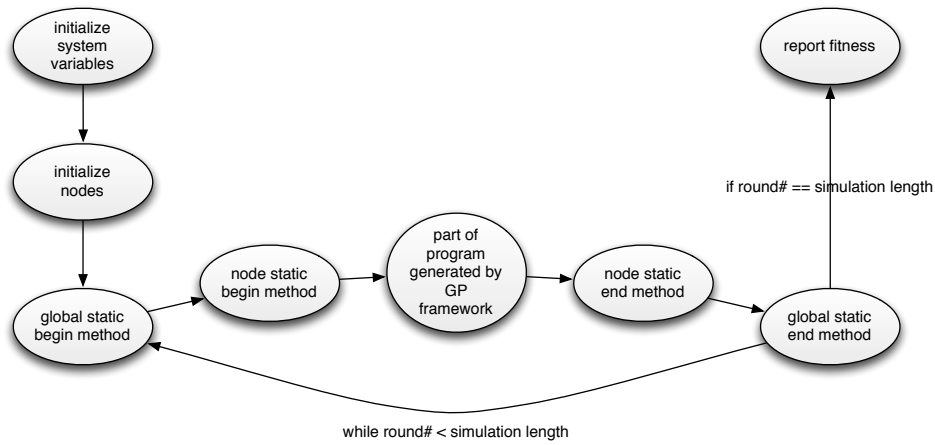 initialize
system
variables
report fitness
initialize
nodes
if round# == simulation length
part of
program
generated by
GP
framework
node static
begin method
node static
end method
global static
begin method
global static
end method
while round# < simulation length